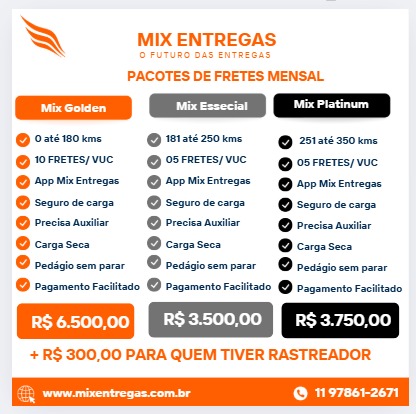 MIX ENTREGAS
O FUTURO DAS ENTREGAS
PACOTES DE FRETES MENSAL
Mix Golden
0 até 180 kms
10 FRETES/ VUC
App Mix Entregas
Seguro de carga
Precisa Auxiliar
Carga Seca
Pedágio sem parar
Pagamento Facilitado
R$ 6.500,00
Mix Essecial
181 até 250 kms
05 FRETES/ VUC
App Mix Entregas
Seguro de carga
Precisa Auxiliar
Carga Seca
Pedágio sem parar
Pagamento Facilitado
R$ 3.500,00
Mix Platinum
251 até 350 kms
05 FRETES/ VUC
App Mix Entregas
Seguro de carga
Precisa Auxiliar
Carga Seca
Pedágio sem parar
Pagamento Facilitado
R$ 3.750,00
+ R$ 300,00 PARA QUEM TIVER RASTREADOR
www.mixentregas.com.br
11 97861-2671